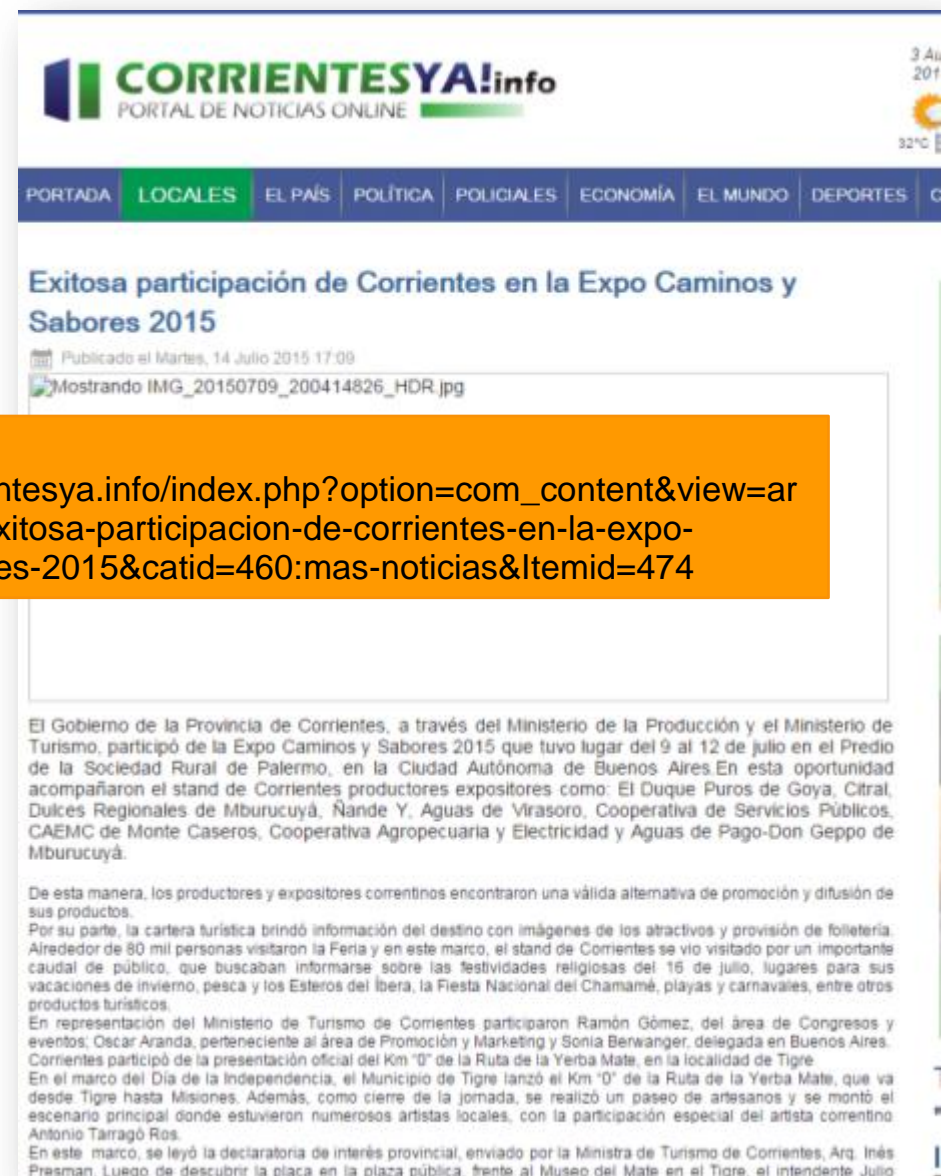 CORRIENTESYA!info
PORTAL DE NOTICIAS ONLINE
3 Au
201
32°C
PORTADA LOCALES EL PAÍS POLÍTICA POLICIALES ECONOMÍA EL MUNDO DEPORTES C
Exitosa participación de Corrientes en la Expo Caminos y
Sabores 2015
Publicado el Martes, 14 Julio 2015 17:09
Mostrando IMG_20150709_200414826_HDR.jpg
ntesya.info/index.php?option=com_content&view=ar
xitosa-participacion-de-corrientes-en-la-expo-
es-2015&catid=460:mas-noticias&Itemid=474
El Gobierno de la Provincia de Corrientes, a través del Ministerio de la Producción y el Ministerio de
Turismo, participó de la Expo Caminos y Sabores 2015 que tuvo lugar del 9 al 12 de julio en el Predio
de la Sociedad Rural de Palermo, en la Ciudad Autónoma de Buenos Aires.En esta oportunidad
acompañaron el stand de Corrientes productores expositores como: El Duque Puros de Goya, Citral,
Dulces Regionales de Mburucuyá, Ñande Y, Aguas de Virasoro, Cooperativa de Servicios Públicos,
CAEMC de Monte Caseros, Cooperativa Agropecuaria y Electricidad y Aguas de Pago-Don Geppo de
Mburucuyá.
De esta manera, los productores y expositores correntinos encontraron una válida alternativa de promoción y difusión de
sus productos.
Por su parte, la cartera turística brindó información del destino con imágenes de los atractivos y provisión de folletería.
Alrededor de 80 mil personas visitaron la Feria y en este marco, el stand de Corrientes se vio visitado por un importante
caudal de público, que buscaban informarse sobre las festividades religiosas del 16 de julio, lugares para sus
vacaciones de invierno, pesca y los Esteros del Íbera, la Fiesta Nacional del Chamamé, playas y carnavales, entre otros
productos turísticos.
En representación del Ministerio de Turismo de Corrientes participaron Ramón Gómez, del área de Congresos y
eventos; Oscar Aranda, perteneciente al área de Promoción y Marketing y Sonia Berwanger, delegada en Buenos Aires.
Corrientes participó de la presentación oficial del Km "0" de la Ruta de la Yerba Mate, en la localidad de Tigre
En el marco del Día de la Independencia, el Municipio de Tigre lanzó el Km "0" de la Ruta de la Yerba Mate, que va
desde Tigre hasta Misiones. Además, como cierre de la jornada, se realizó un paseo de artesanos y se montó el
escenario principal donde estuvieron numerosos artistas locales, con la participación especial del artista correntino
Antonio Tarragó Ros.
En este marco, se leyó la declaratoria de interés provincial, enviado por la Ministra de Turismo de Corrientes, Arq. Inés
Presman. Luego de descubrir la placa en la plaza pública, frente al Museo del Mate en el Tigre, el intendente Julio